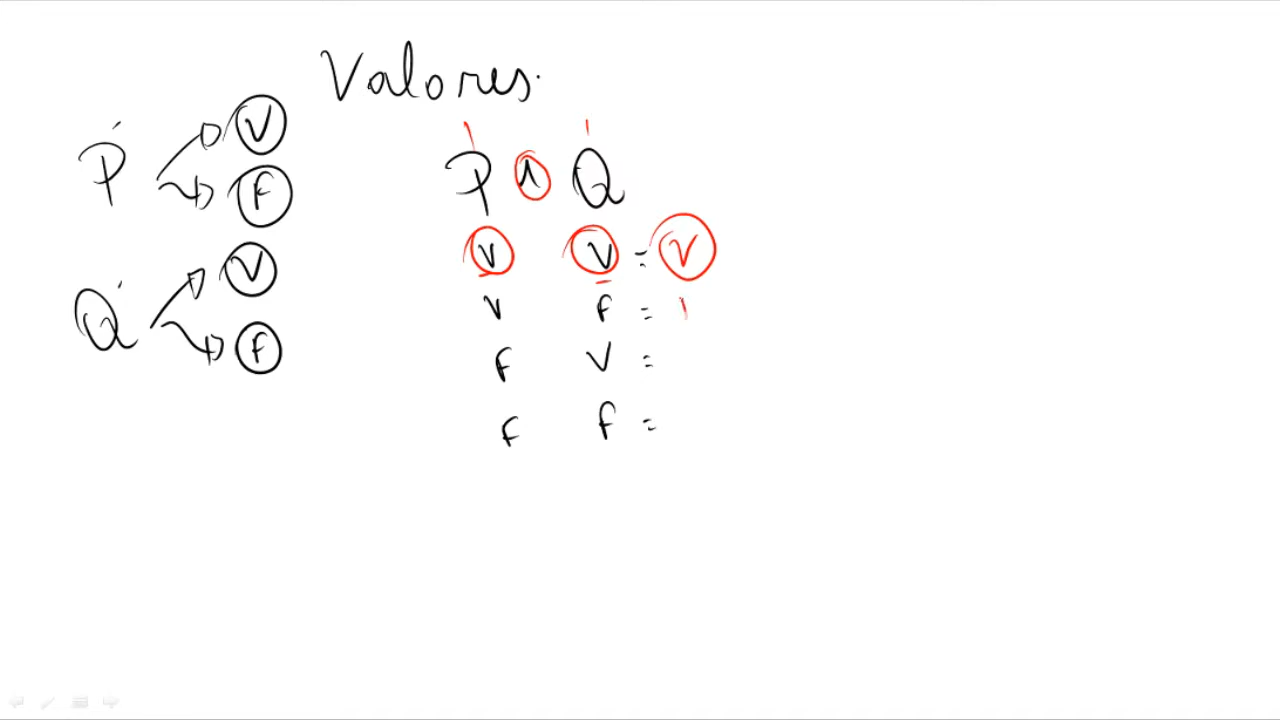 Valores.
P V
F
Q V
F
P ∧ Q
V V = V
V F =
F V =
F F =